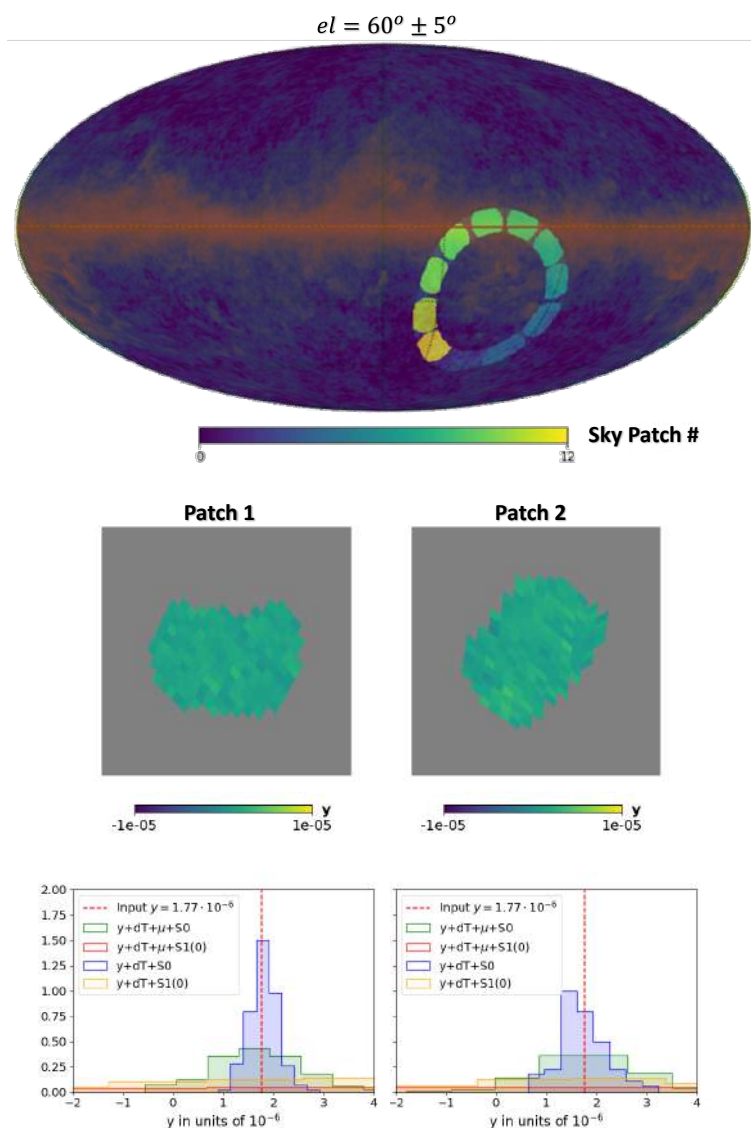 el = 60° ± 5°
Sky Patch #
0 12
Patch 1 Patch 2
y y
-1e-05 1e-05 -1e-05 1e-05
2.00
1.75
1.50
1.25
1.00
0.75
0.50
0.25
0.00
Input y = 1.77 · 10⁻⁶
y+dT+μ+S0
y+dT+μ+S1(0)
y+dT+S0
y+dT+S1(0)
−2 −1 0 1 2 3 4
y in units of 10⁻⁶
Input y = 1.77 · 10⁻⁶
y+dT+μ+S0
y+dT+μ+S1(0)
y+dT+S0
y+dT+S1(0)
−2 −1 0 1 2 3 4
y in units of 10⁻⁶